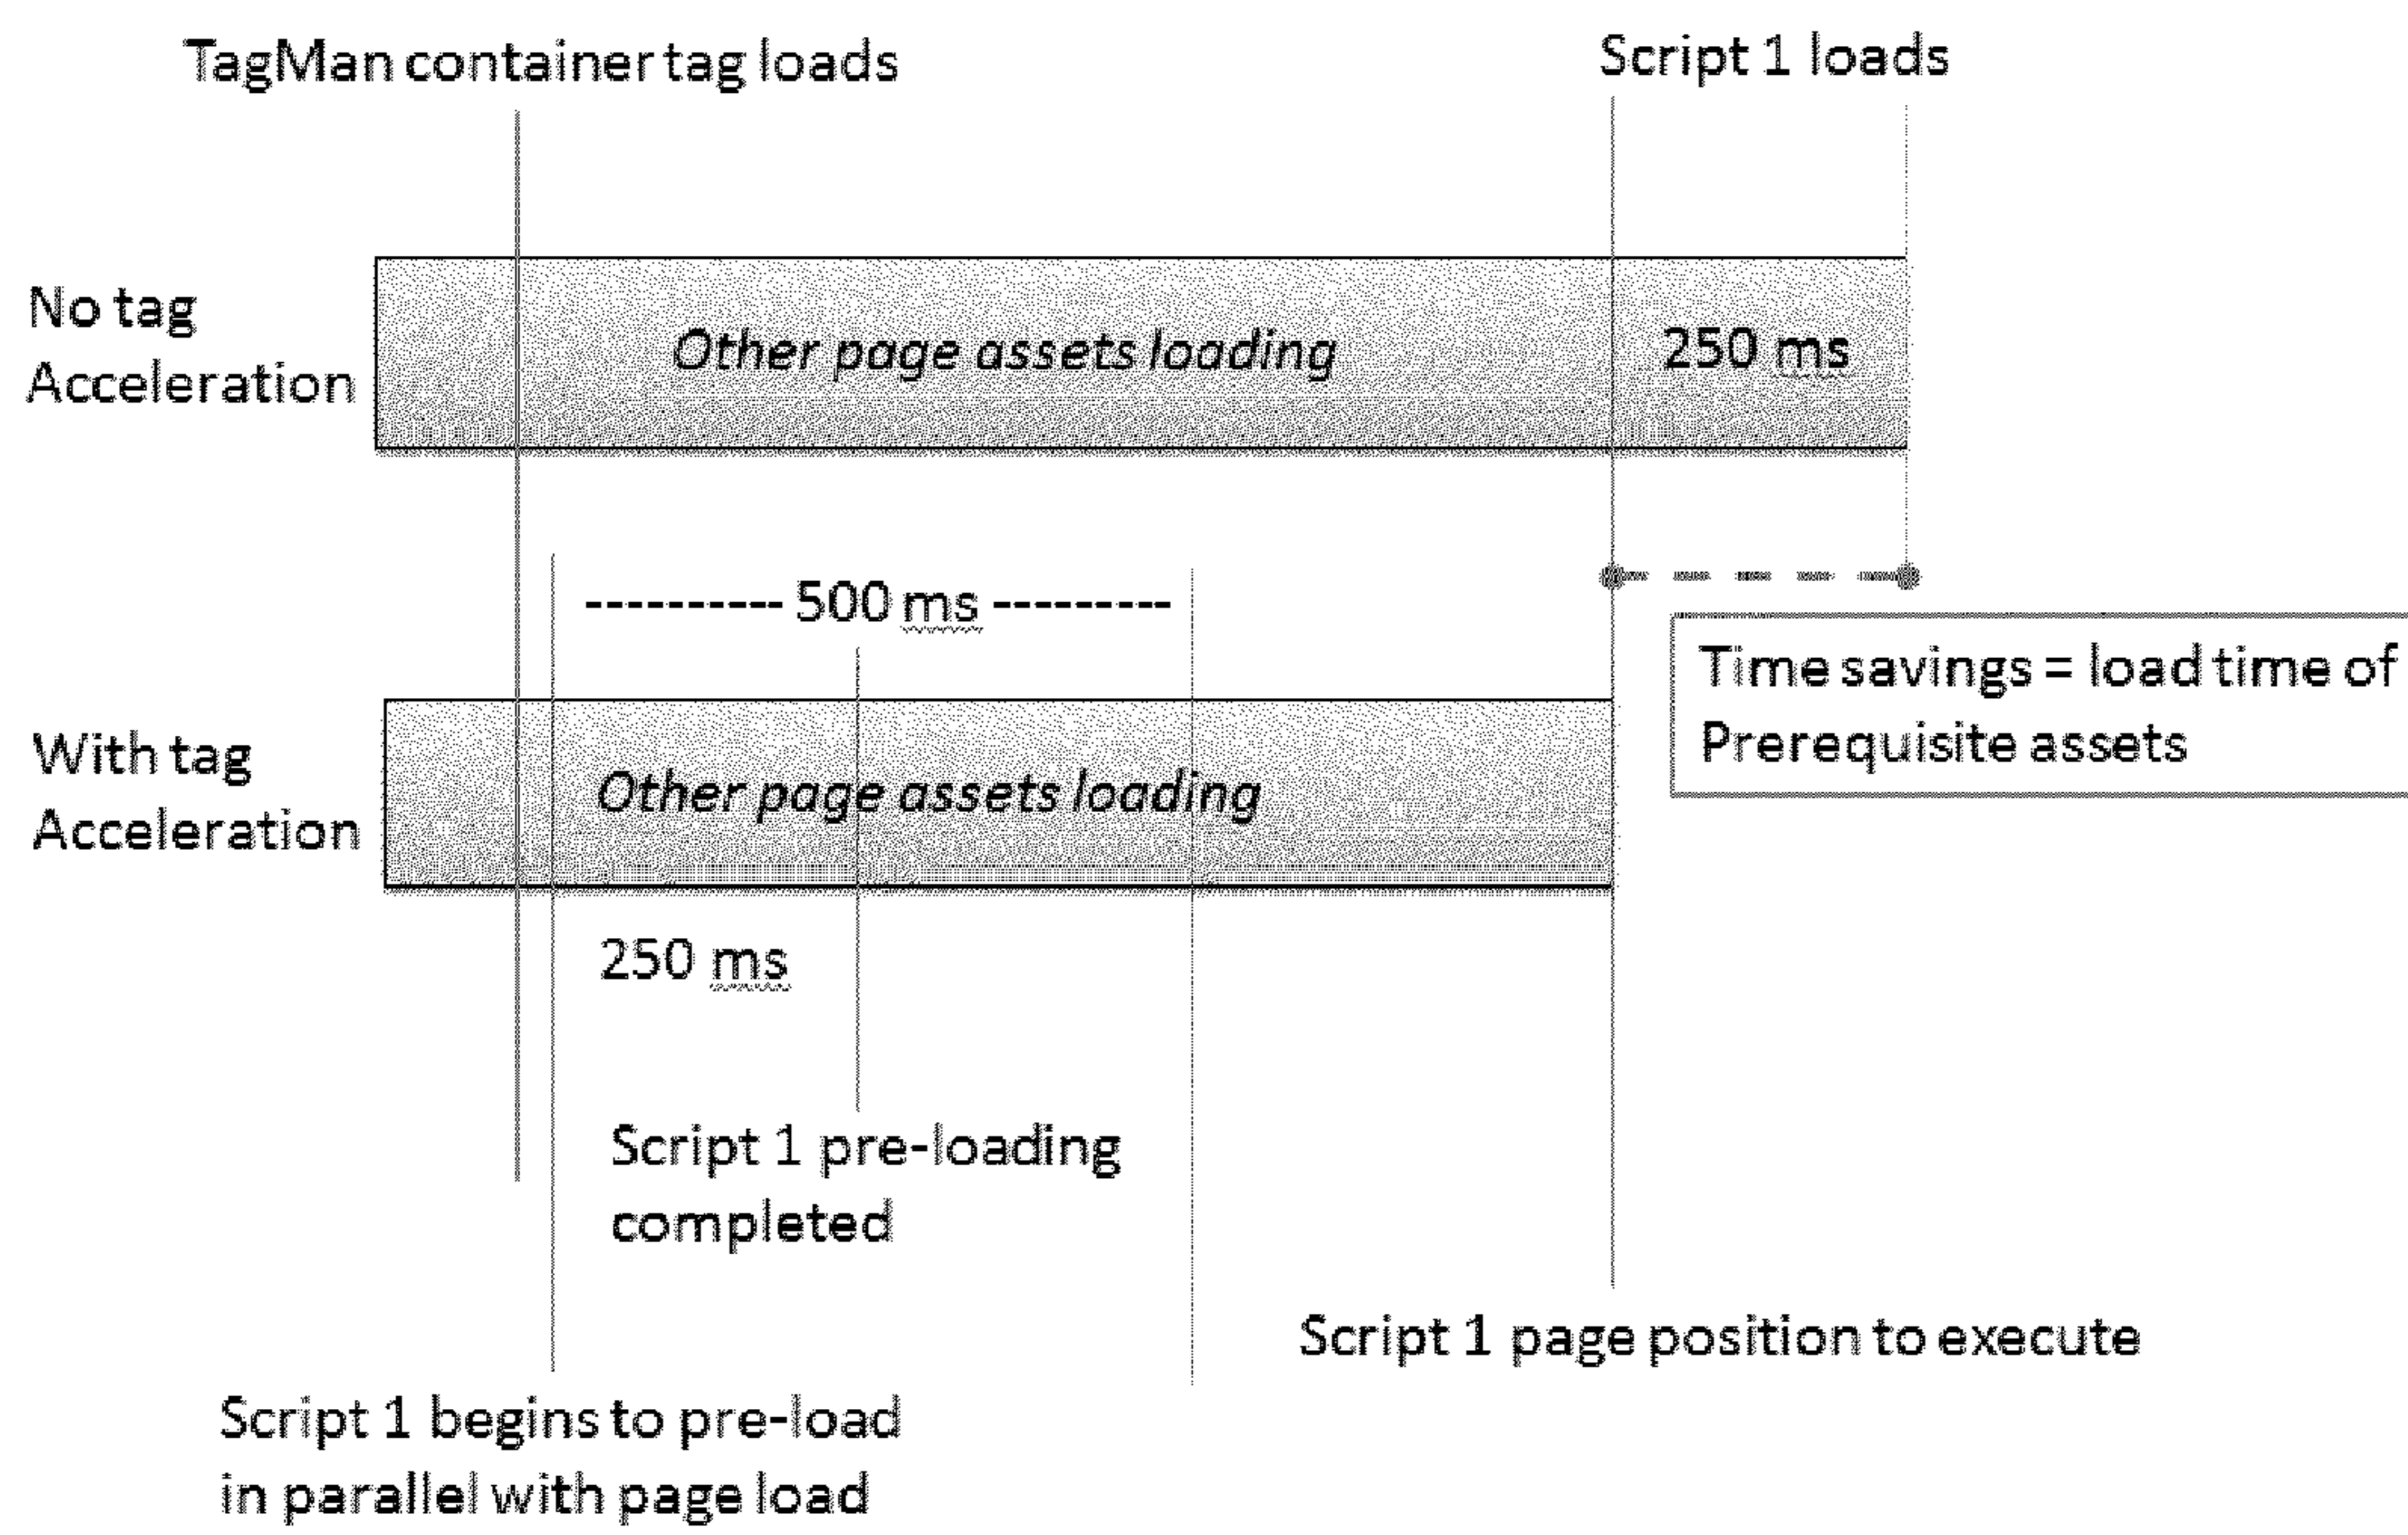 TagMan container tag loads
Script 1 loads
No tag
Acceleration
Other page assets loading
250 ms
---------- 500 ms ---------
Time savings = load time of
Prerequisite assets
With tag
Acceleration
Other page assets loading
250 ms
Script 1 pre-loading
completed
Script 1 page position to execute
Script 1 begins to pre-load
in parallel with page load